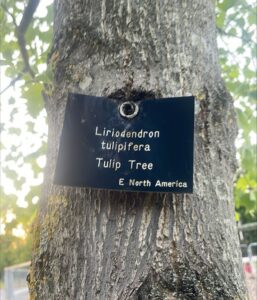 Liriodendron
tulipifera
Tulip Tree
E North America